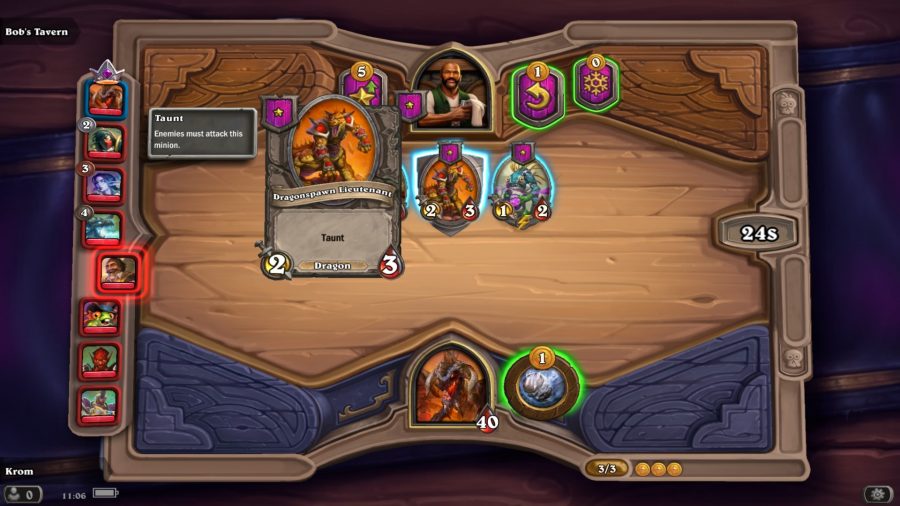 Bob's Tavern
5
1
0
Taunt
Enemies must attack this
minion.
2
3
4
Dragonspawn Lieutenant
Taunt
2
Dragon
3
2
3
1
2
24s
1
40
3/3
Krom
0
11:06